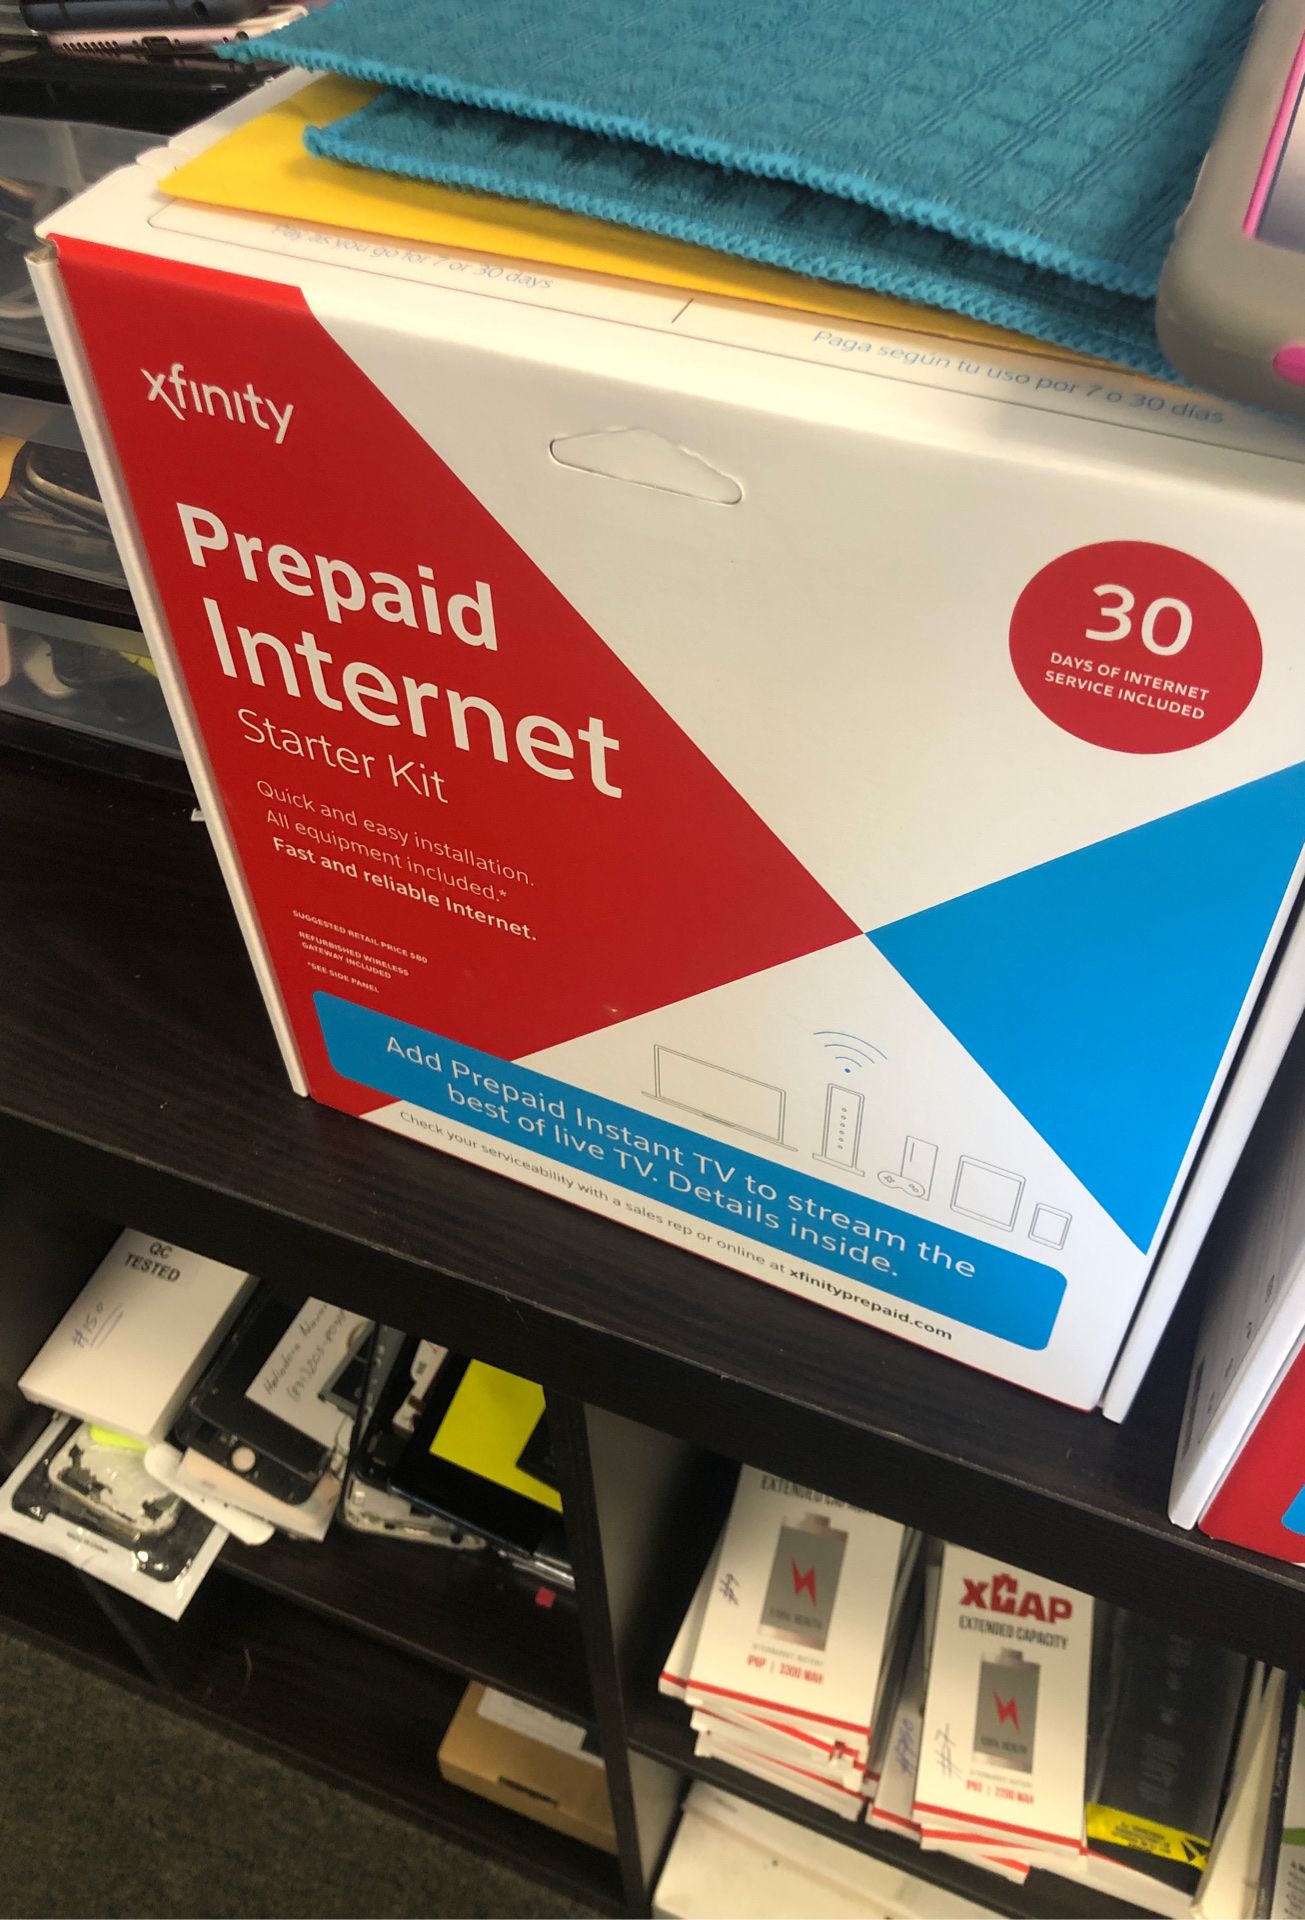 Pay as you go for 7 or 30 days
Paga según tu uso por 7 o 30 días
xfinity
Prepaid
Internet
Starter Kit
Quick and easy installation.
All equipment included.*
Fast and reliable Internet.
SUGGESTED RETAIL PRICE $80
REFURBISHED WIRELESS
GATEWAY INCLUDED
*SEE SIDE PANEL
30
DAYS OF INTERNET
SERVICE INCLUDED
Add Prepaid Instant TV to stream the
best of live TV. Details inside.
Check your serviceability with a sales rep or online at xfinityprepaid.com
QC
TESTED
EXTENDED
IP6P | 3300 MAH
EXTENDED CAPACITY